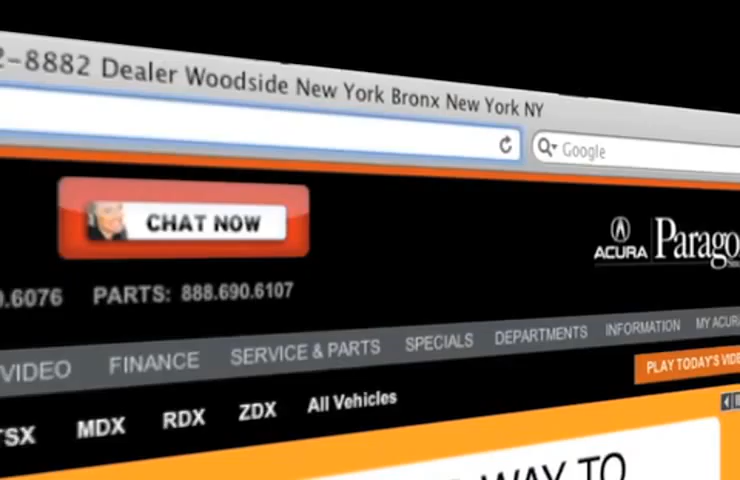 2-8882 Dealer Woodside New York Bronx New York NY
Google
CHAT NOW
ACURA Parago
.6076 PARTS: 888.690.6107
VIDEO FINANCE SERVICE & PARTS SPECIALS DEPARTMENTS INFORMATION MY ACURA
PLAY TODAY'S VIDE
TSX MDX RDX ZDX All Vehicles
WAY TO